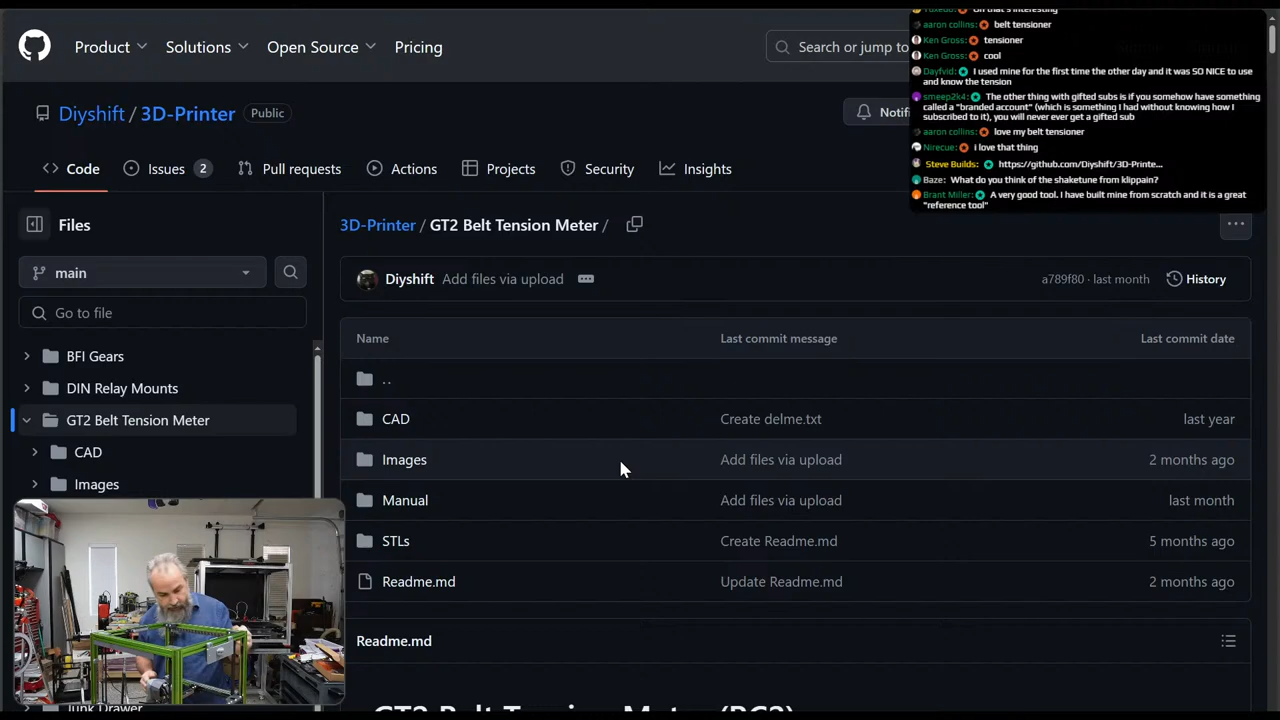 Product
Solutions
Open Source
Pricing
Search or jump to
Diyshift / 3D-Printer
Public
Code
Issues 2
Pull requests
Actions
Projects
Security
Insights
aaron collins: belt tensioner
Ken Gross: tensioner
Ken Gross: cool
Dayfvid: I used mine for the first time the other day and it was SO NICE to use
and know the tension
smeep2k4: The other thing with gifted subs is if you somehow have something
called a "branded account" (which is something I had without knowing how I
subscribed to it), you will never ever get a gifted sub
aaron collins: love my belt tensioner
Nirecue: i love that thing
Steve Builds: https://github.com/Diyshift/3D-Printe...
Baze: What do you think of the shaketune from klippain?
Brant Miller: A very good tool. I have built mine from scratch and it is a great
"reference tool"
Files
main
Go to file
BFI Gears
DIN Relay Mounts
GT2 Belt Tension Meter
CAD
Images
3D-Printer / GT2 Belt Tension Meter /
Diyshift Add files via upload
a789f80 · last month
History
Name
Last commit message
Last commit date
..
CAD
Create delme.txt
last year
Images
Add files via upload
2 months ago
Manual
Add files via upload
last month
STLs
Create Readme.md
5 months ago
Readme.md
Update Readme.md
2 months ago
Readme.md
GT2 Belt Tension Meter (PG2)